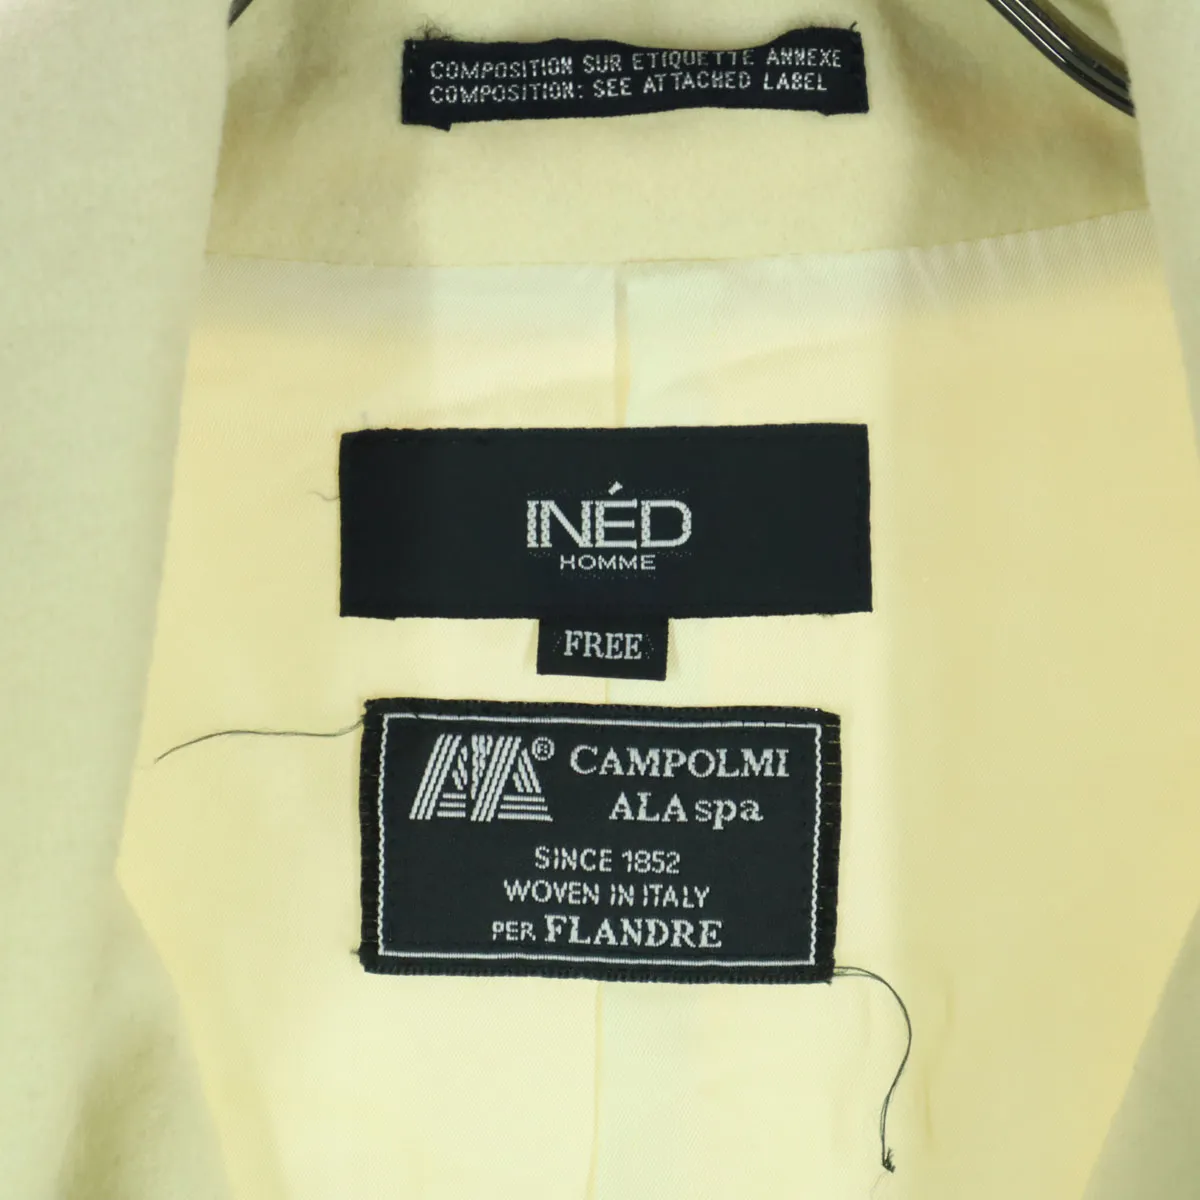 COMPOSITION SUR ETIQUETTE ANNEXE
COMPOSITION: SEE ATTACHED LABEL
INÉD
HOMME
FREE
® CAMPOLMI
ALA spa
SINCE 1852
WOVEN IN ITALY
PER FLANDRE